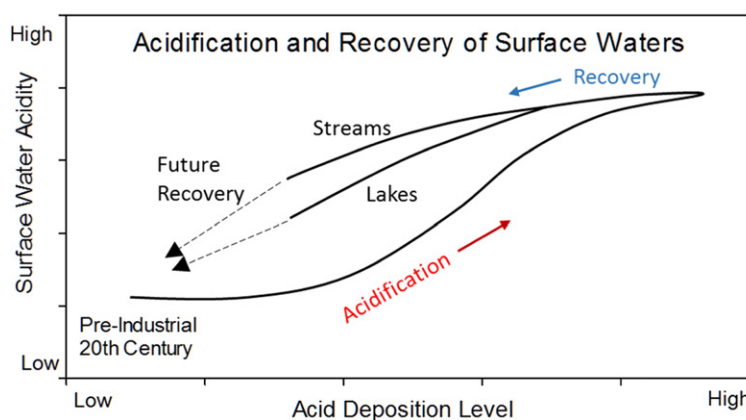 High
Acidification and Recovery of Surface Waters
Recovery
Streams
Surface Water Acidity
Future
Recovery
Lakes
Acidification
Pre-Industrial
20th Century
Low
Low
Acid Deposition Level
High